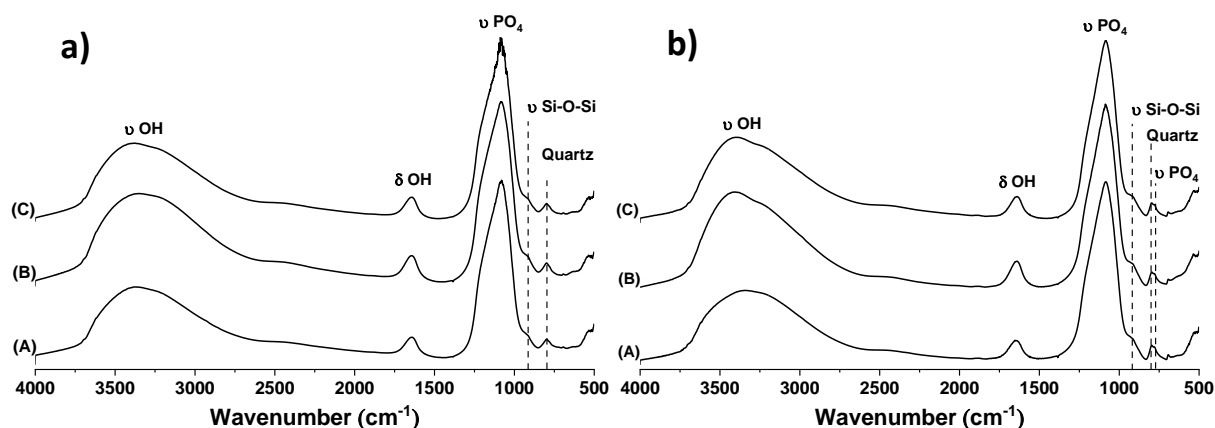 a)
υ PO₄
υ Si-O-Si
υ OH
Quartz
δ OH
(C)
(B)
(A)
4000 3500 3000 2500 2000 1500 1000 500
Wavenumber (cm⁻¹)
b)
υ PO₄
υ Si-O-Si
υ OH
Quartz
δ OH
υ PO₄
(C)
(B)
(A)
4000 3500 3000 2500 2000 1500 1000 500
Wavenumber (cm⁻¹)